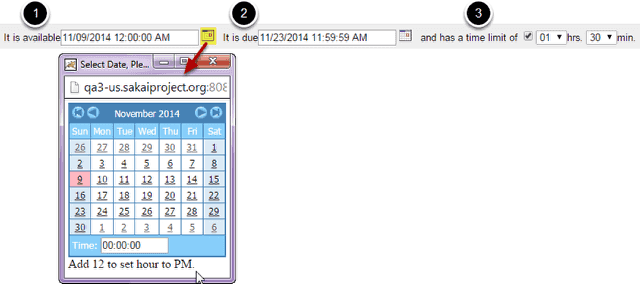 1 2 3
It is available 11/09/2014 12:00:00 AM It is due 11/23/2014 11:59:59 AM and has a time limit of 01 hrs. 30 min.
Select Date, Ple...
qa3-us.sakaiproject.org:808
November 2014
Sun Mon Tue Wed Thu Fri Sat
26 27 28 29 30 31 1
2 3 4 5 6 7 8
9 10 11 12 13 14 15
16 17 18 19 20 21 22
23 24 25 26 27 28 29
30 1 2 3 4 5 6
Time: 00:00:00
Add 12 to set hour to PM.